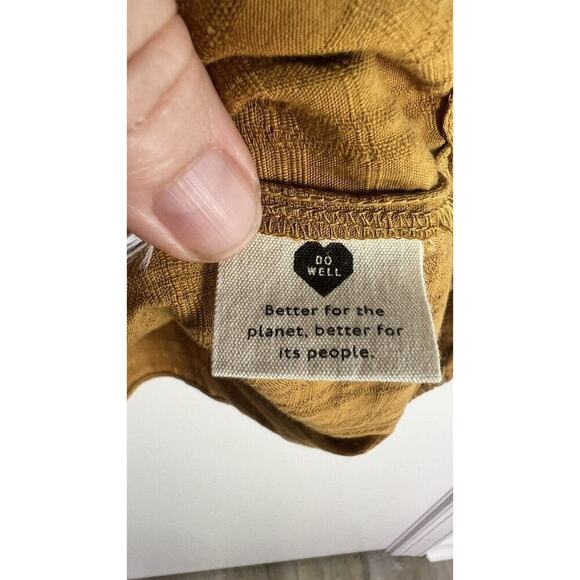 DO
WELL
Better for the
planet, better for
its people.